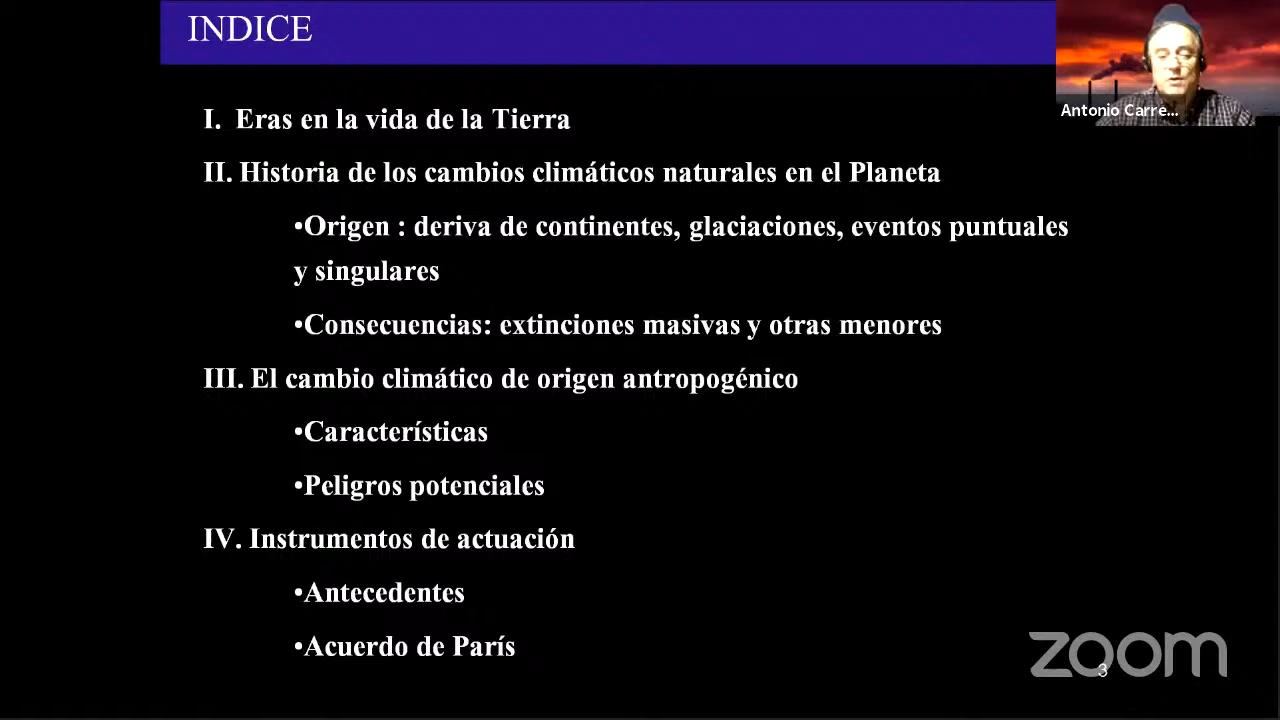 INDICE
Antonio Carre...
I. Eras en la vida de la Tierra
II. Historia de los cambios climáticos naturales en el Planeta
•Origen : deriva de continentes, glaciaciones, eventos puntuales
y singulares
•Consecuencias: extinciones masivas y otras menores
III. El cambio climático de origen antropogénico
•Características
•Peligros potenciales
IV. Instrumentos de actuación
•Antecedentes
•Acuerdo de París
zoom
3